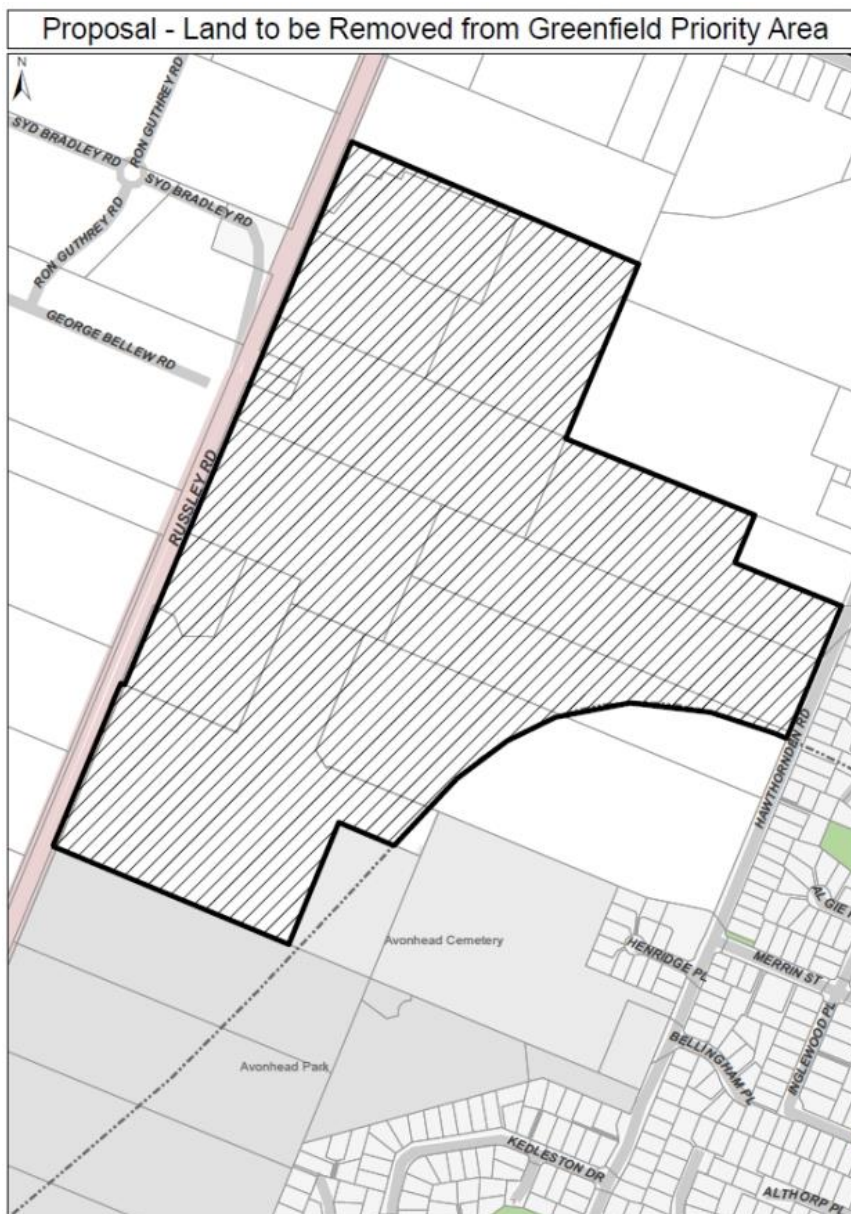 Proposal - Land to be Removed from Greenfield Priority Area
N
RON GUTHREY RD
SYD BRADLEY RD
SYD BRADLEY RD
RON GUTHREY RD
GEORGE BELLEW RD
RUSSLEY RD
HAWTHORNDEN RD
Avonhead Cemetery
HENRIDGE PL
MERRIN ST
INGLEWOOD PL
BELLINGHAM PL
Avonhead Park
KEDLESTON DR
ALTHORP PL